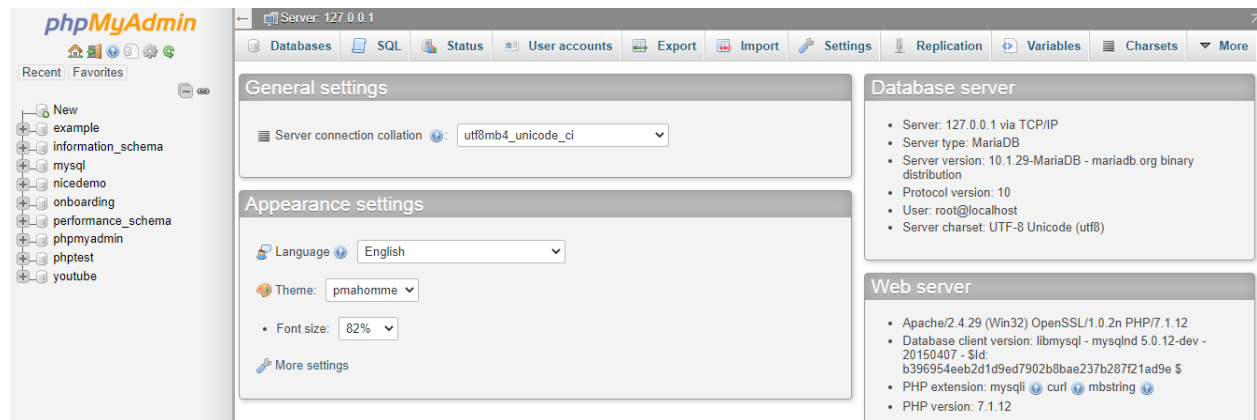 phpMyAdmin
Recent Favorites
New
example
information_schema
mysql
nicedemo
onboarding
performance_schema
phpmyadmin
phptest
youtube
Server: 127.0.0.1
Databases SQL Status User accounts Export Import Settings Replication Variables Charsets More
General settings
Server connection collation : utf8mb4_unicode_ci
Appearance settings
Language English
Theme: pmahomme
Font size: 82%
More settings
Database server
Server: 127.0.0.1 via TCP/IP
Server type: MariaDB
Server version: 10.1.29-MariaDB - mariadb.org binary
distribution
Protocol version: 10
User: root@localhost
Server charset: UTF-8 Unicode (utf8)
Web server
Apache/2.4.29 (Win32) OpenSSL/1.0.2n PHP/7.1.12
Database client version: libmysql - mysqlnd 5.0.12-dev -
20150407 - $Id:
b396954eeb2d1d9ed7902b8bae237b287f21ad9e $
PHP extension: mysqli curl mbstring
PHP version: 7.1.12